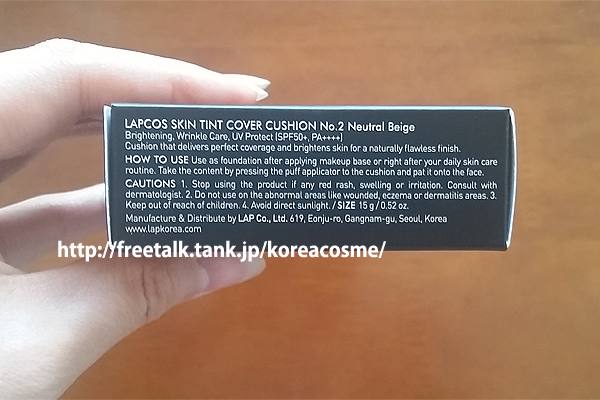 LAPCOS SKIN TINT COVER CUSHION No.2 Neutral Beige
Brightening, Wrinkle Care, UV Protect (SPF50+, PA++++)
Cushion that delivers perfect coverage and brightens skin for a naturally flawless finish.
HOW TO USE Use as foundation after applying makeup base or right after your daily skin care
routine. Take the content by pressing the puff applicator to the cushion and pat it onto the face.
CAUTIONS 1. Stop using the product if any red rash, swelling or irritation. Consult with
dermatologist. 2. Do not use on the abnormal areas like wounded, eczema or dermatitis areas. 3.
Keep out of reach of children. 4. Avoid direct sunlight. / SIZE 15 g / 0.52 oz.
Manufacture & Distribute by LAP Co., Ltd. 619, Eonju-ro, Gangnam-gu, Seoul, Korea
www.lapkorea.com
http://freetalk.tank.jp/koreacosme/